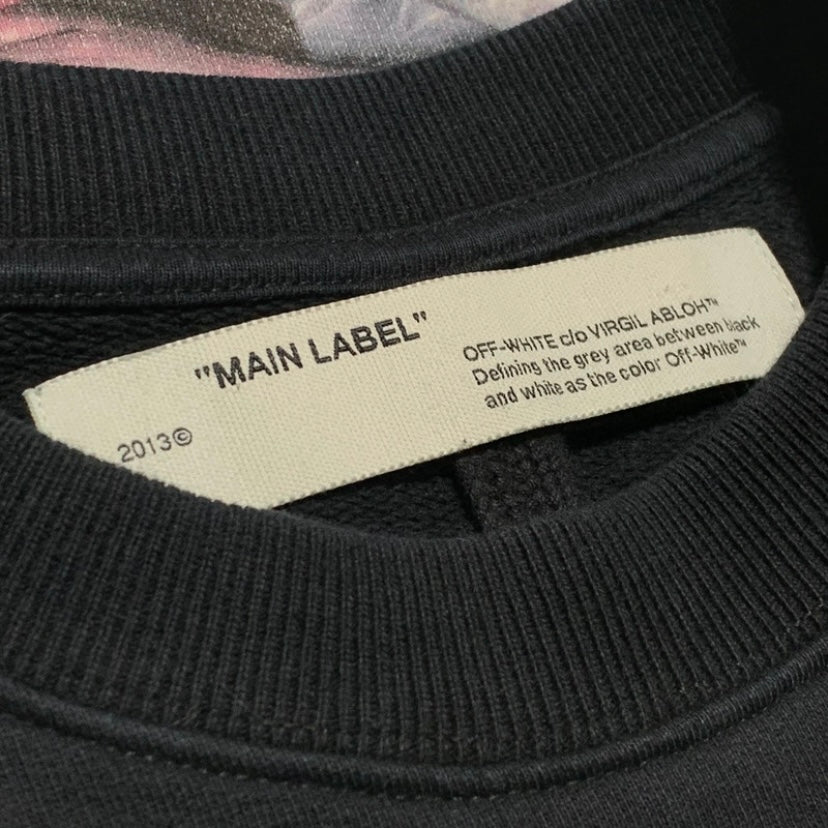 "MAIN LABEL"
OFF-WHITE c/o VIRGIL ABLOH™
Defining the grey area between black
and white as the color Off-White™
2013©